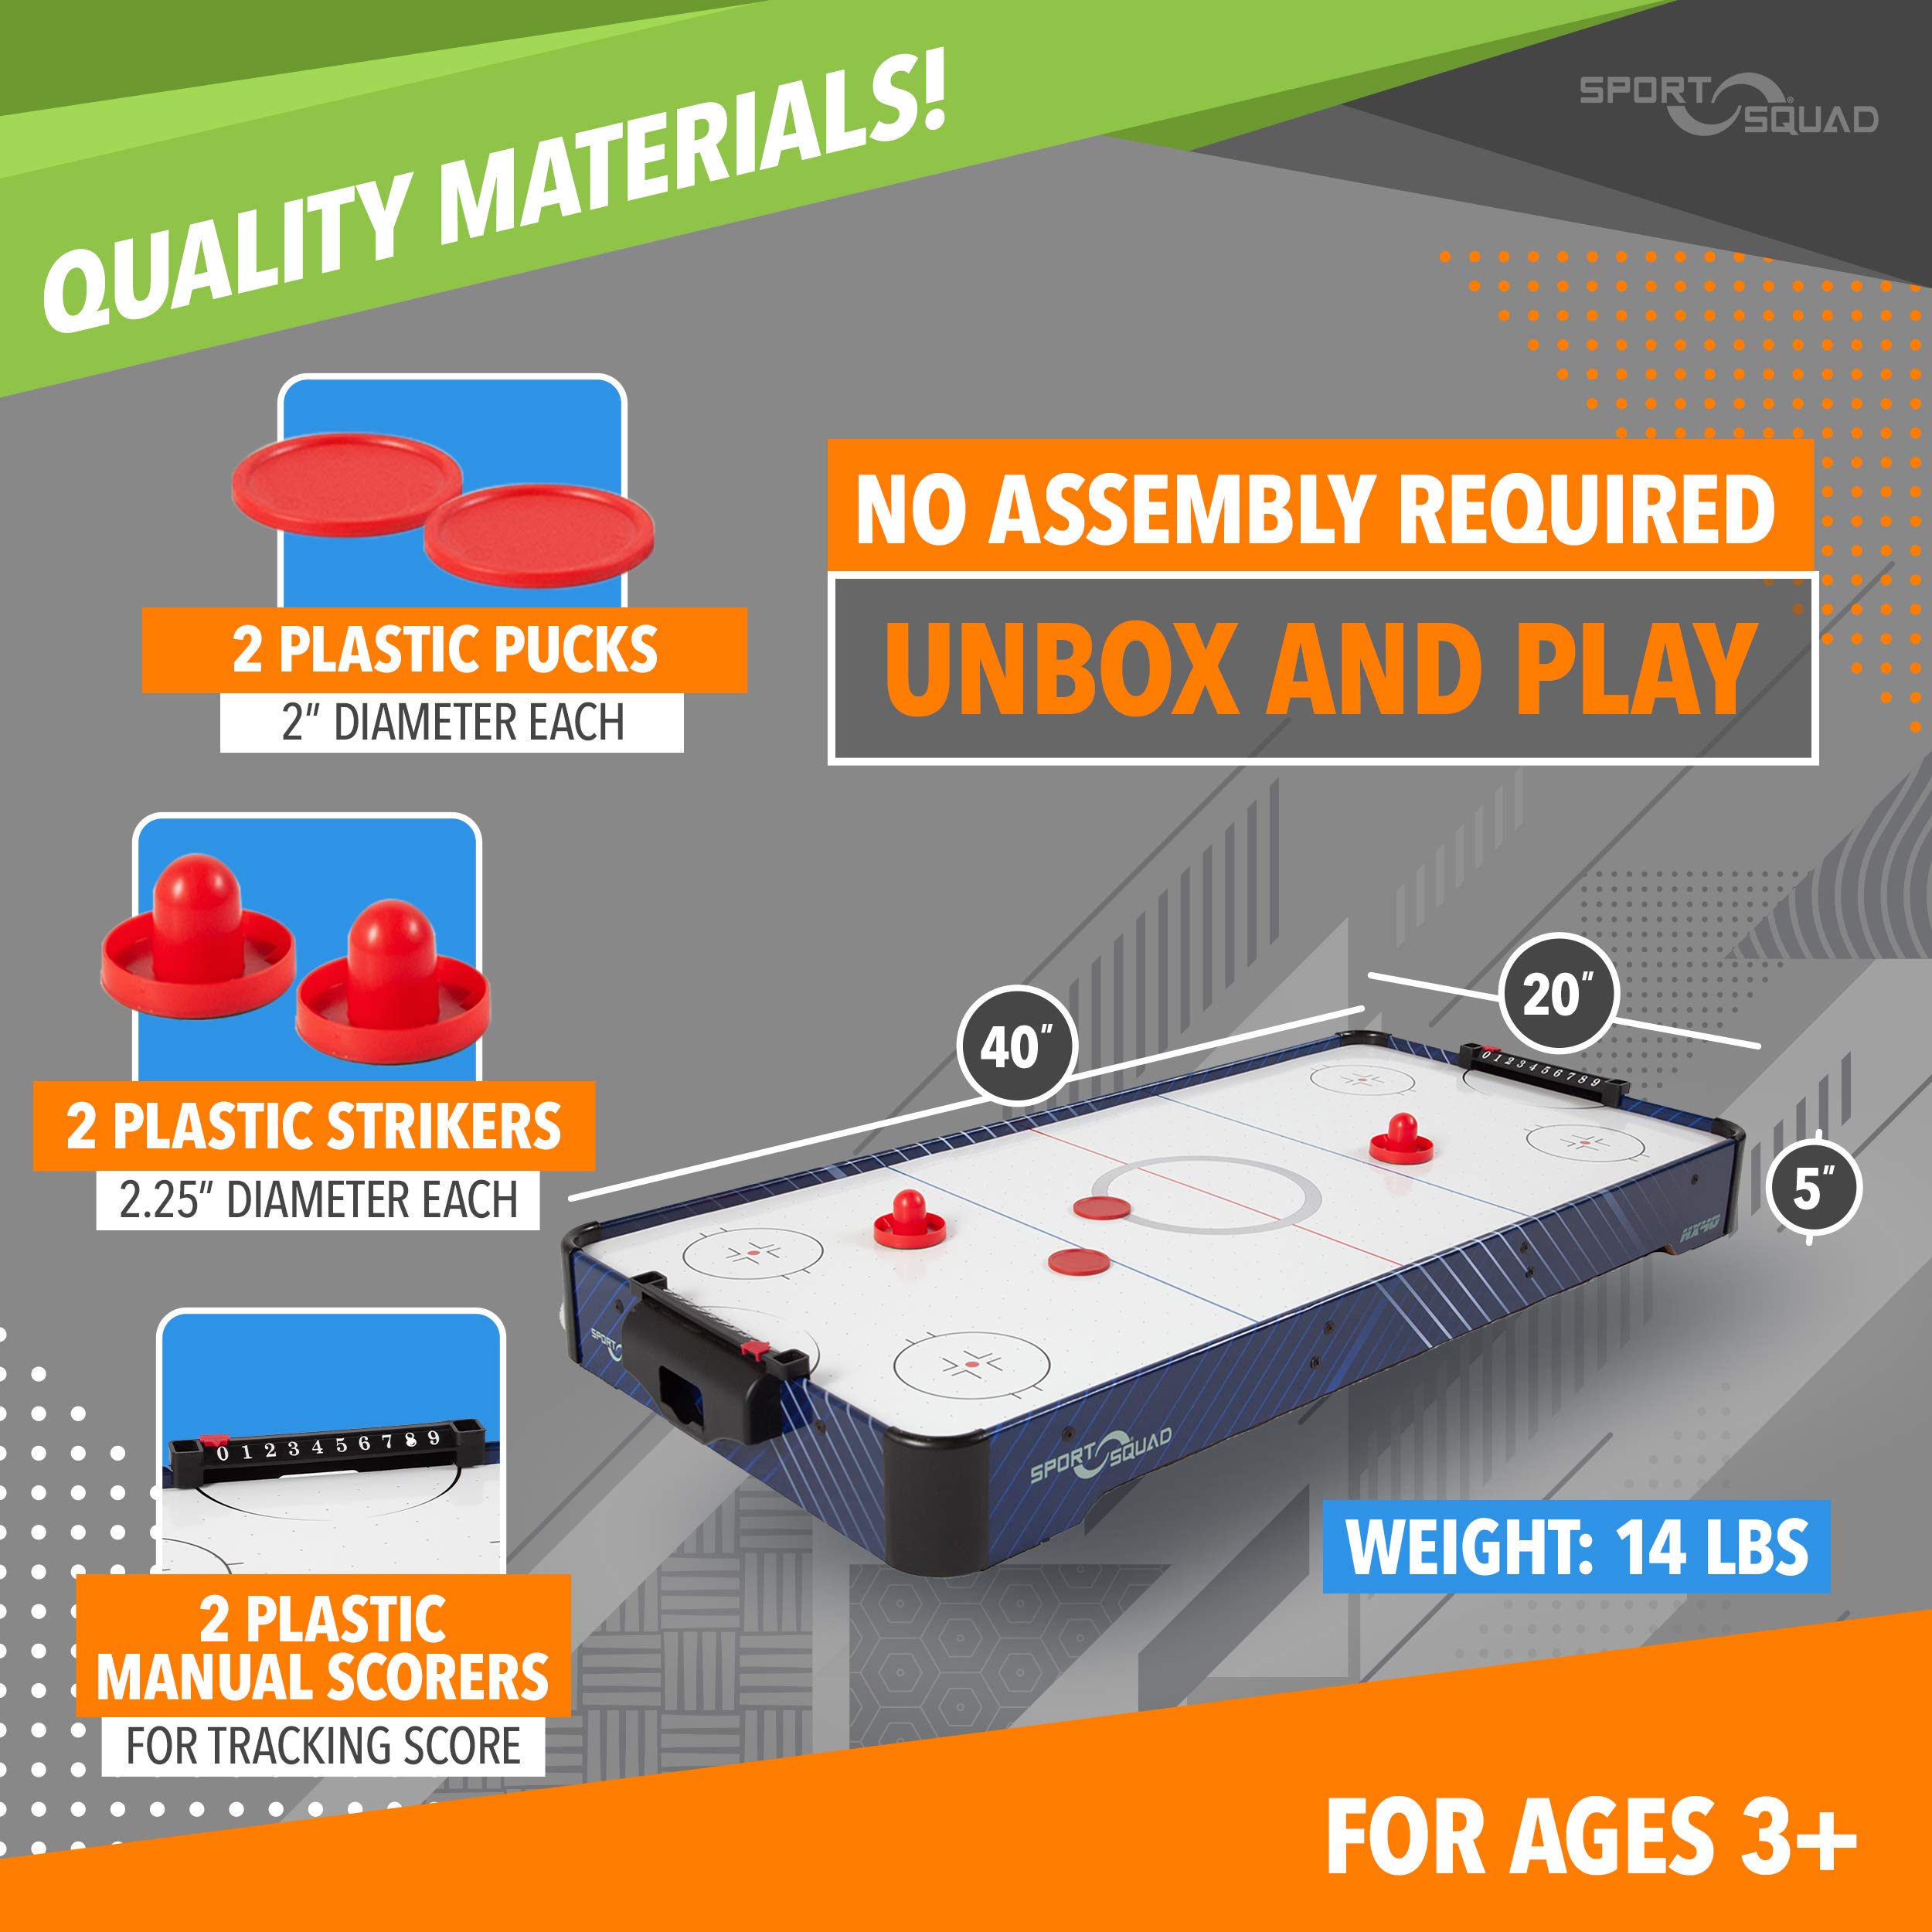 SPORT
SQUAD
QUALITY MATERIALS!
2 PLASTIC PUCKS
2" DIAMETER EACH
NO ASSEMBLY REQUIRED
UNBOX AND PLAY
2 PLASTIC STRIKERS
2.25" DIAMETER EACH
40"
20"
5"
0 1 2 3 4 5 6 7 8 9
HX40
SPORT
SPORT SQUAD
0 1 2 3 4 5 6 7 8 9
2 PLASTIC
MANUAL SCORERS
FOR TRACKING SCORE
WEIGHT: 14 LBS
FOR AGES 3+